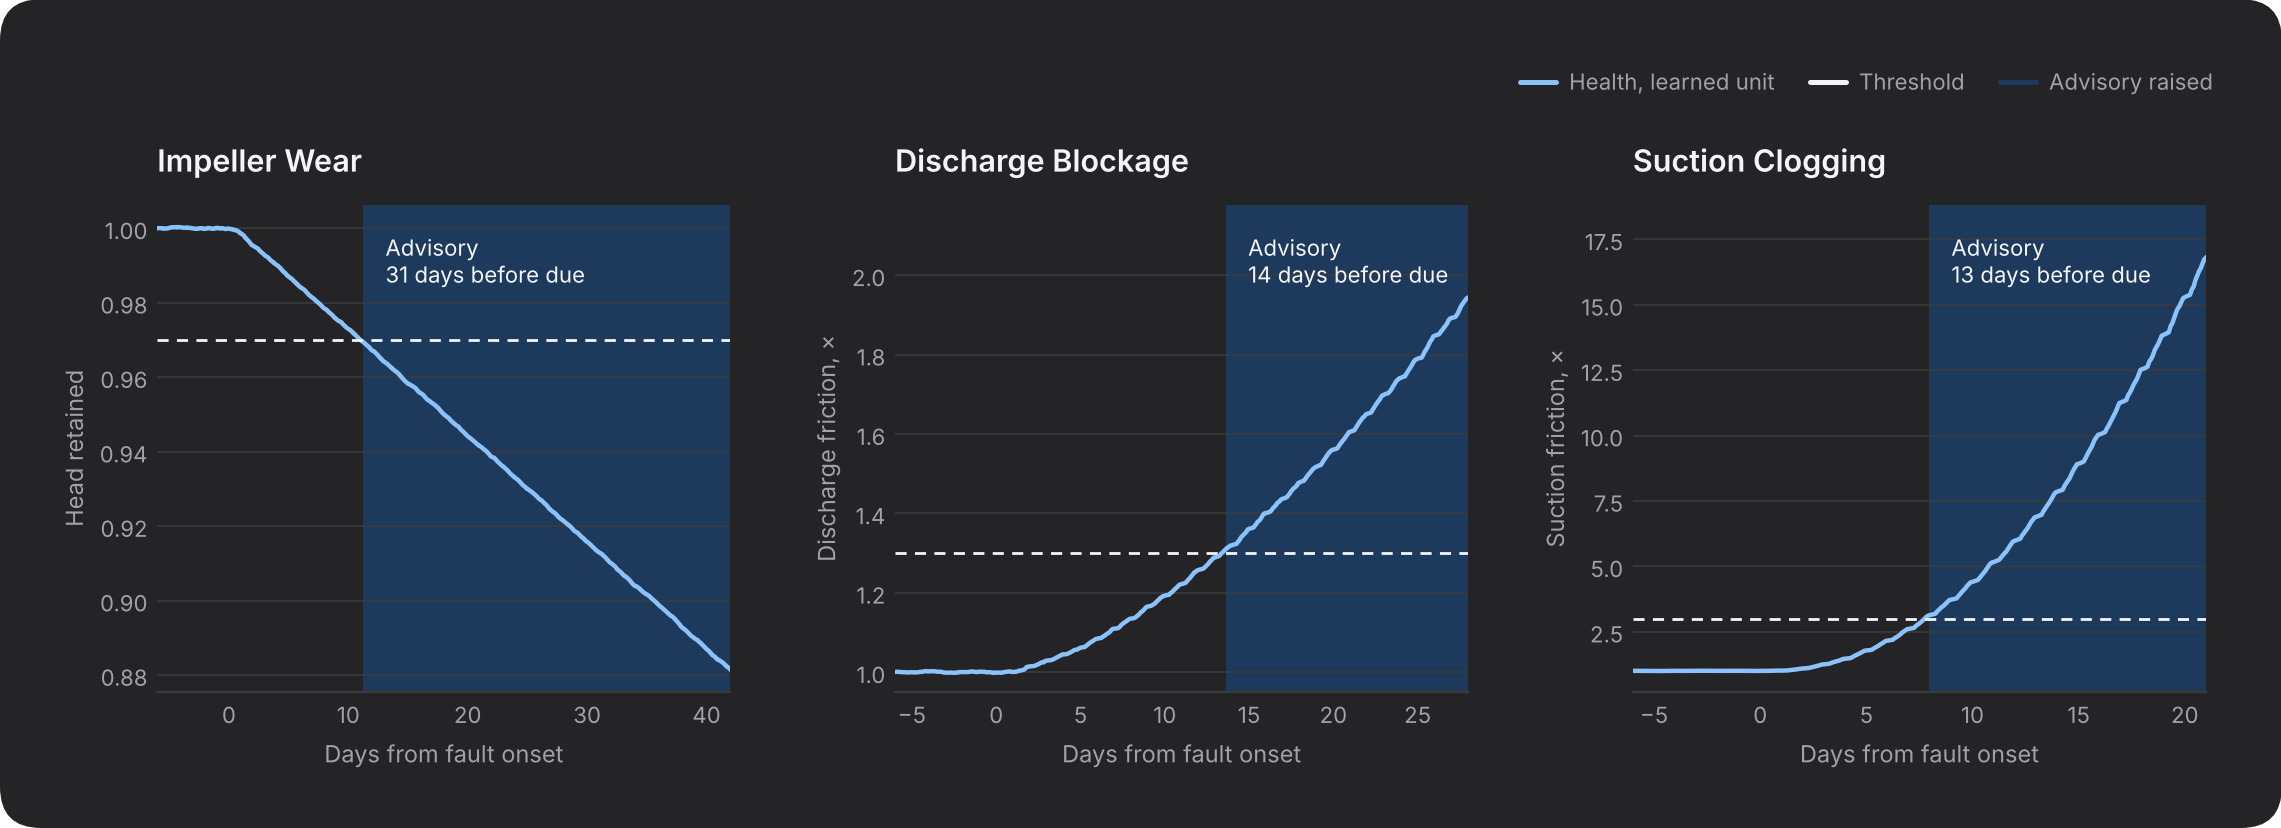 Health, learned unit
Threshold
Advisory raised
Impeller Wear
Head retained
1.00
0.98
0.96
0.94
0.92
0.90
0.88
Advisory
31 days before due
0
10
20
30
40
Days from fault onset
Discharge Blockage
Discharge friction, ×
2.0
1.8
1.6
1.4
1.2
1.0
Advisory
14 days before due
−5
0
5
10
15
20
25
Days from fault onset
Suction Clogging
Suction friction, ×
17.5
15.0
12.5
10.0
7.5
5.0
2.5
Advisory
13 days before due
−5
0
5
10
15
20
Days from fault onset